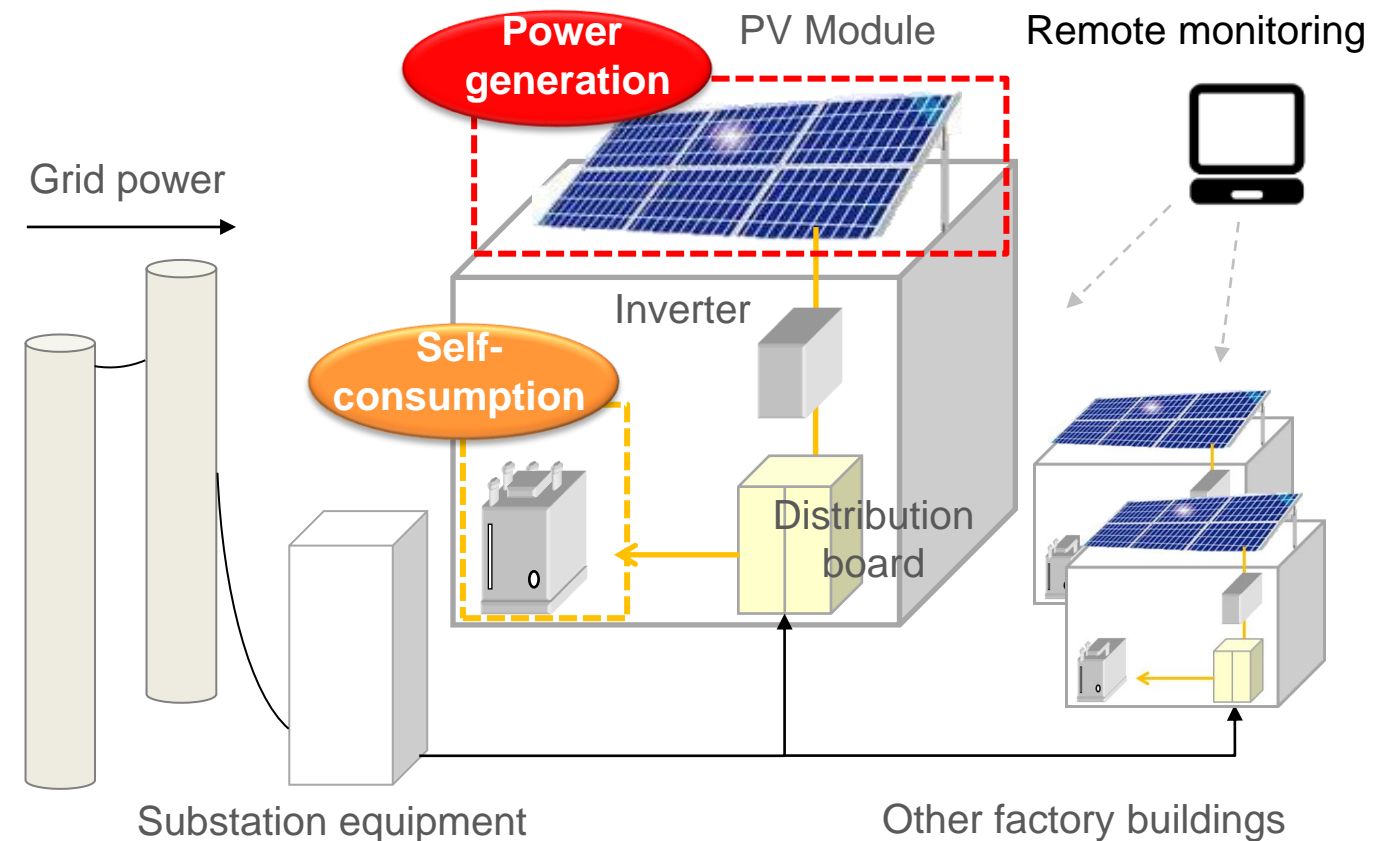 Power
generation
PV Module
Remote monitoring
Grid power
Inverter
Self-
consumption
Distribution
board
Substation equipment
Other factory buildings